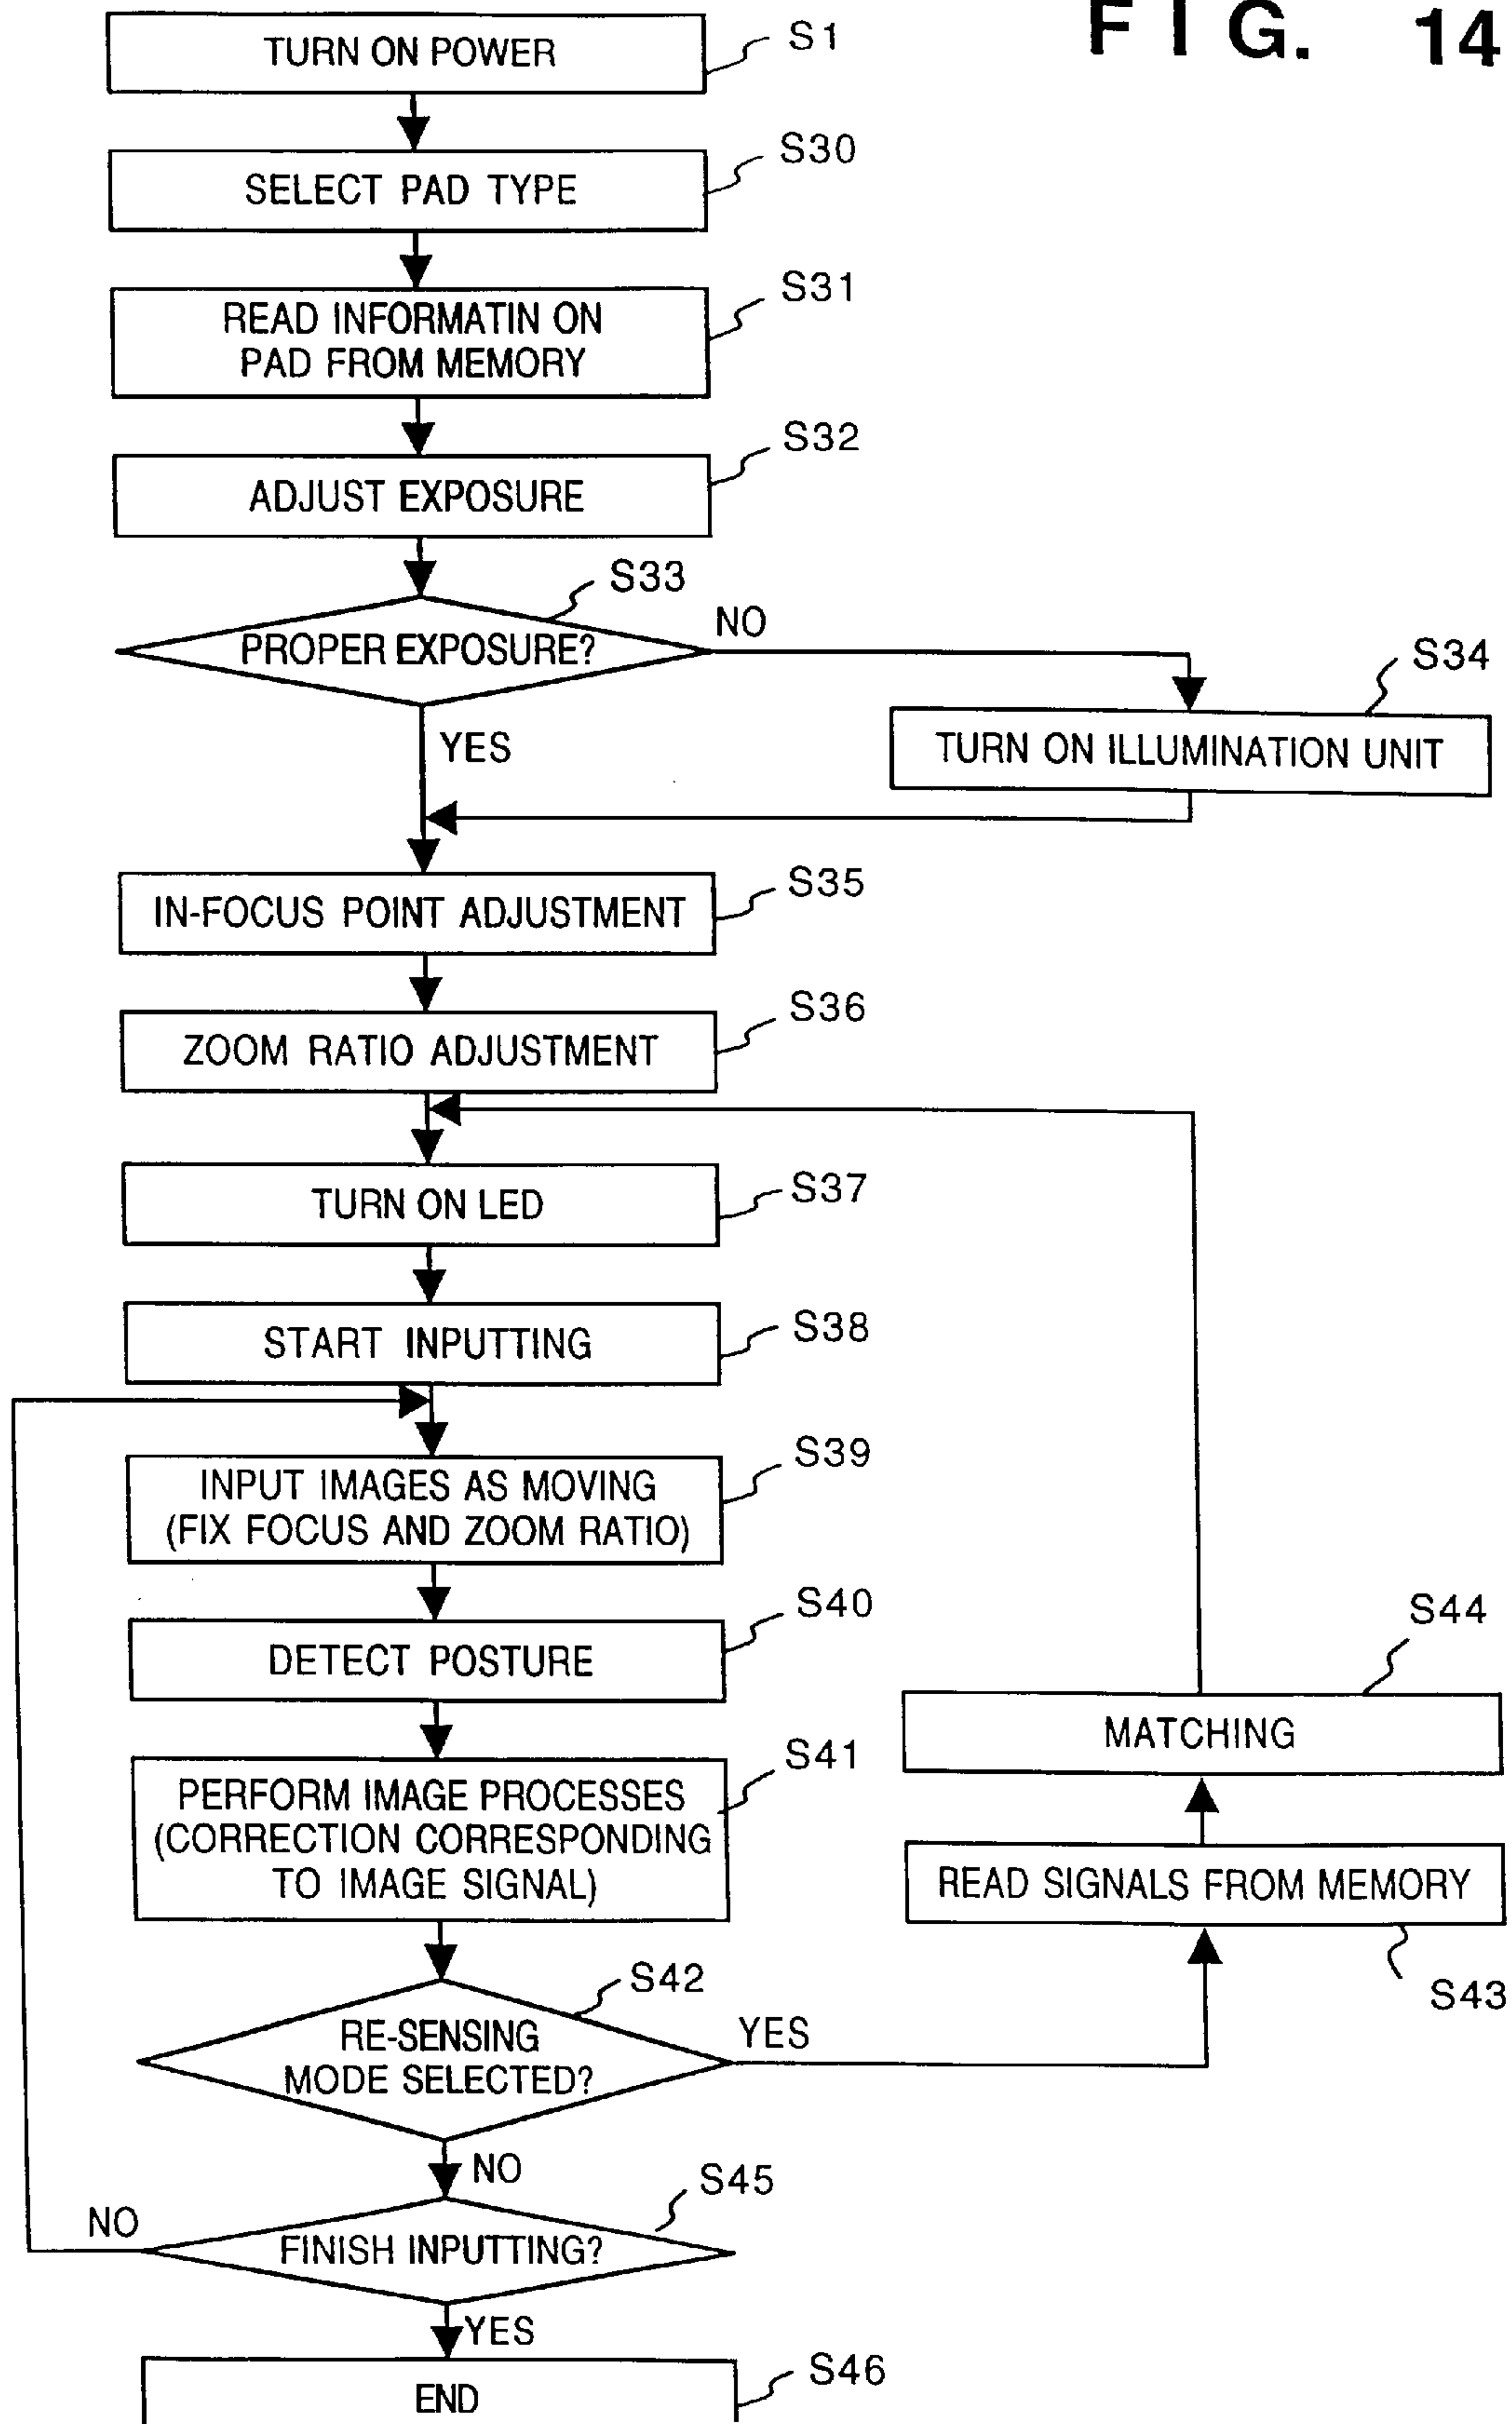 FIG. 14
TURN ON POWER
S1
SELECT PAD TYPE
S30
READ INFORMATIN ON
PAD FROM MEMORY
S31
ADJUST EXPOSURE
S32
PROPER EXPOSURE?
S33
NO
YES
TURN ON ILLUMINATION UNIT
S34
IN-FOCUS POINT ADJUSTMENT
S35
ZOOM RATIO ADJUSTMENT
S36
TURN ON LED
S37
START INPUTTING
S38
INPUT IMAGES AS MOVING
(FIX FOCUS AND ZOOM RATIO)
S39
DETECT POSTURE
S40
PERFORM IMAGE PROCESSES
(CORRECTION CORRESPONDING
TO IMAGE SIGNAL)
S41
RE-SENSING
MODE SELECTED?
S42
YES
NO
READ SIGNALS FROM MEMORY
S43
MATCHING
S44
FINISH INPUTTING?
S45
NO
YES
END
S46